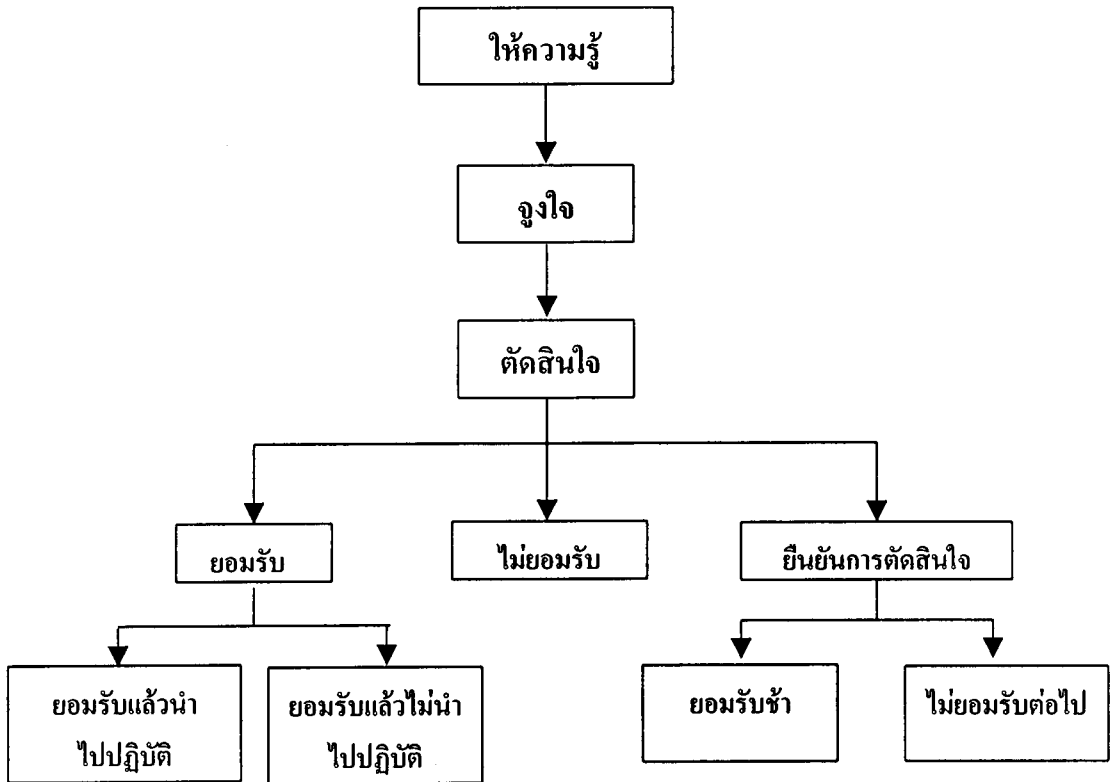 ให้ความรู้
จูงใจ
ตัดสินใจ
ยอมรับ
ไม่ยอมรับ
ยืนยันการตัดสินใจ
ยอมรับแล้วนำ
ไปปฏิบัติ
ยอมรับแล้วไม่นำ
ไปปฏิบัติ
ยอมรับช้า
ไม่ยอมรับต่อไป